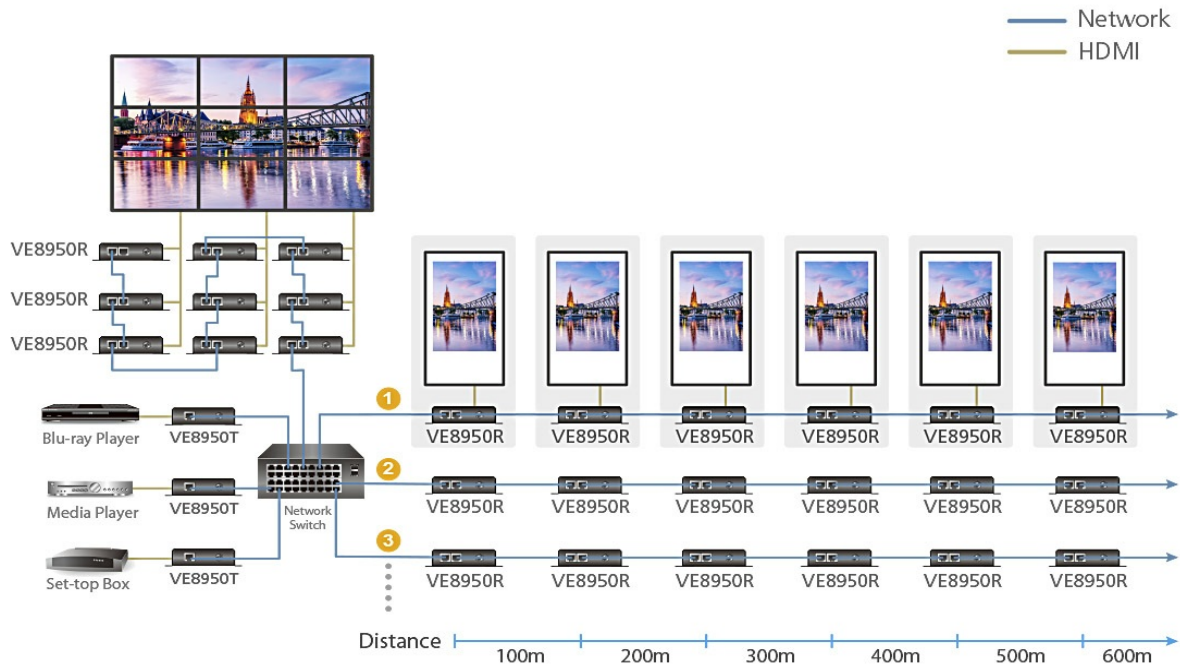 Network
HDMI
VE8950R
VE8950R
VE8950R
Blu-ray Player
VE8950T
Media Player
VE8950T
Set-top Box
VE8950T
Network
Switch
1
VE8950R VE8950R VE8950R VE8950R VE8950R VE8950R
2
VE8950R VE8950R VE8950R VE8950R VE8950R VE8950R
3
VE8950R VE8950R VE8950R VE8950R VE8950R VE8950R
Distance
100m 200m 300m 400m 500m 600m